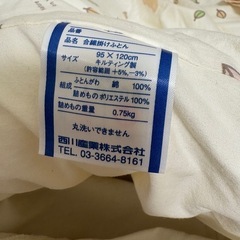 品名 合繊掛けふとん
サイズ 95×120cm
キルティング製
(許容範囲 +5%、−3%)
組成 ふとんがわ 綿 100%
詰めもの ポリエステル 100%
詰めもの重量 0.75kg
丸洗いできません
西川産業株式会社
TEL 03-3664-8161